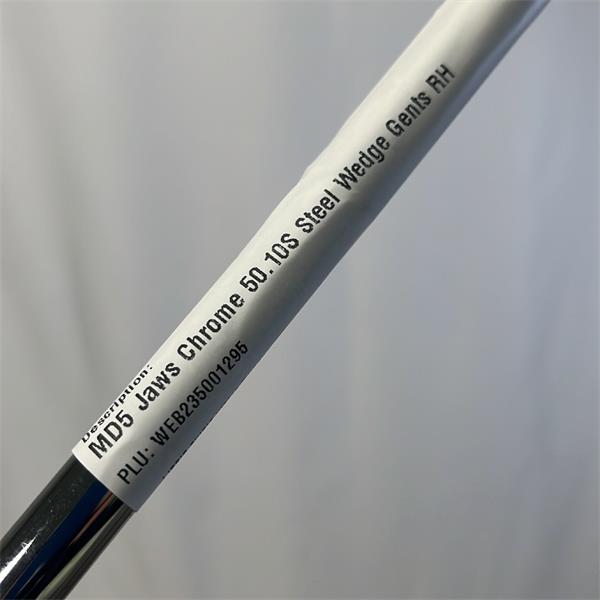 Description:
MD5 Jaws Chrome 50.10S Steel Wedge Gents RH
PLU: WEB235001295